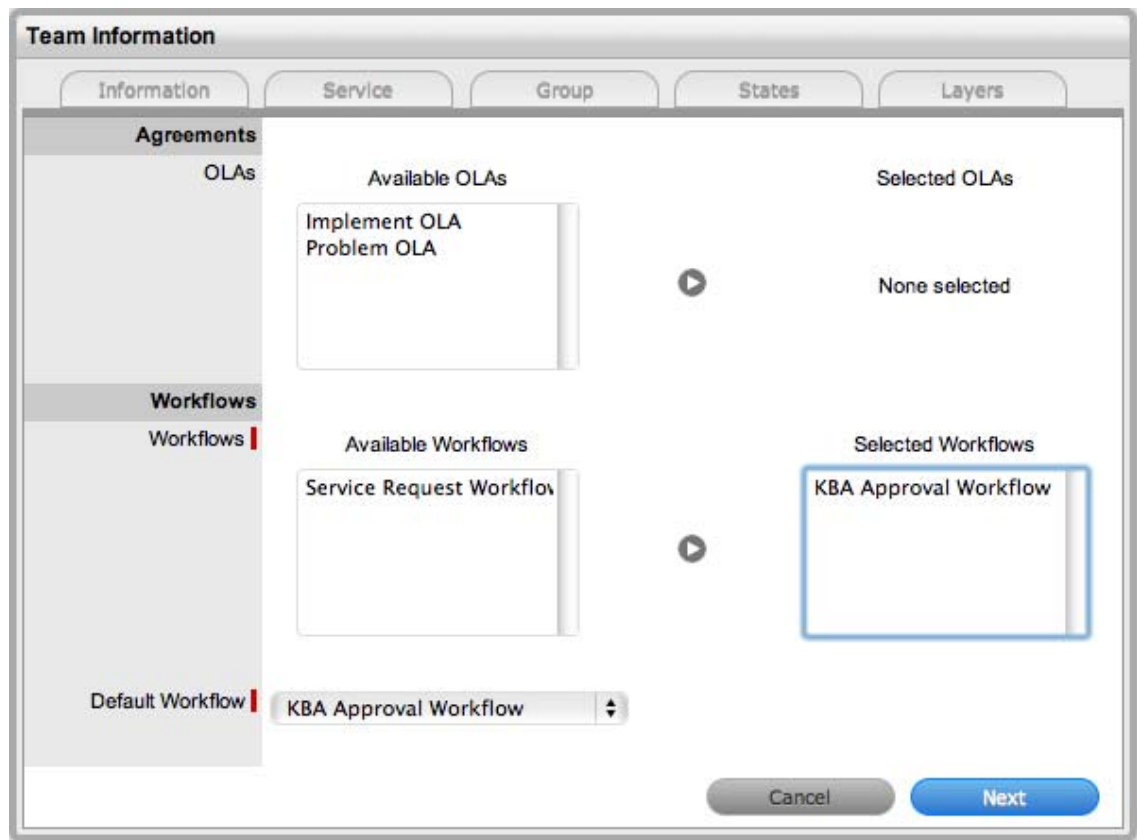 Team Information
Information Service Group States Layers
Agreements
OLAs
Available OLAs
Selected OLAs
Implement OLA
Problem OLA
None selected
Workflows
Workflows
Available Workflows
Selected Workflows
Service Request Workflow
KBA Approval Workflow
Default Workflow
KBA Approval Workflow
Cancel Next